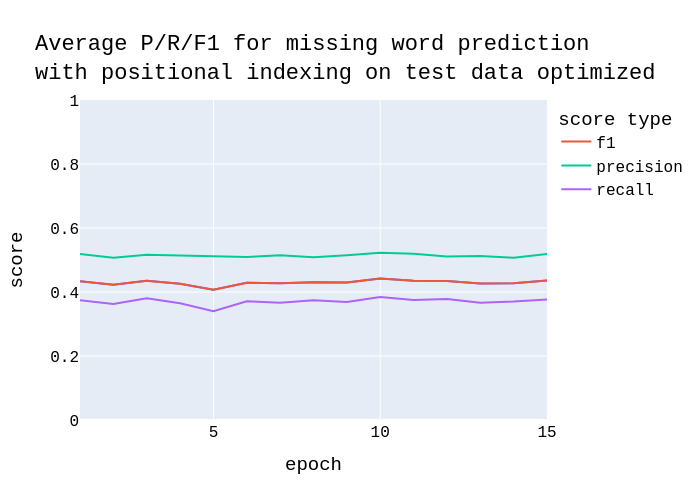 Average P/R/F1 for missing word prediction
with positional indexing on test data optimized
score type
f1
precision
recall
score
1
0.8
0.6
0.4
0.2
0
5
10
15
epoch